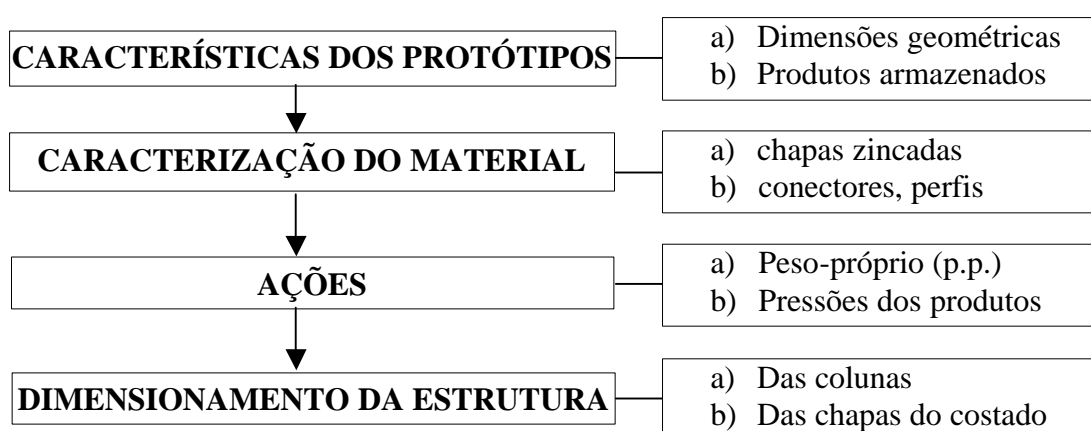 CARACTERÍSTICAS DOS PROTÓTIPOS
a) Dimensões geométricas
b) Produtos armazenados
CARACTERIZAÇÃO DO MATERIAL
a) chapas zincadas
b) conectores, perfis
AÇÕES
a) Peso-próprio (p.p.)
b) Pressões dos produtos
DIMENSIONAMENTO DA ESTRUTURA
a) Das colunas
b) Das chapas do costado